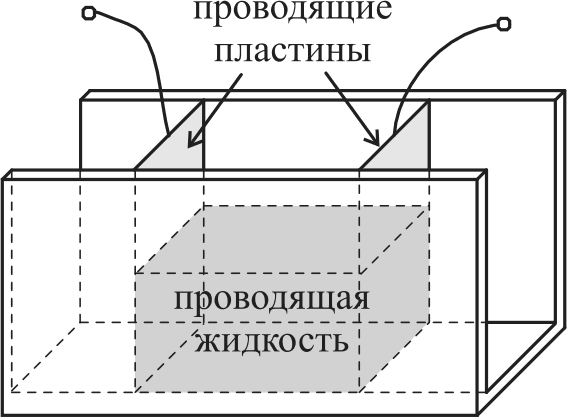 проводящие
пластины
проводящая
жидкость